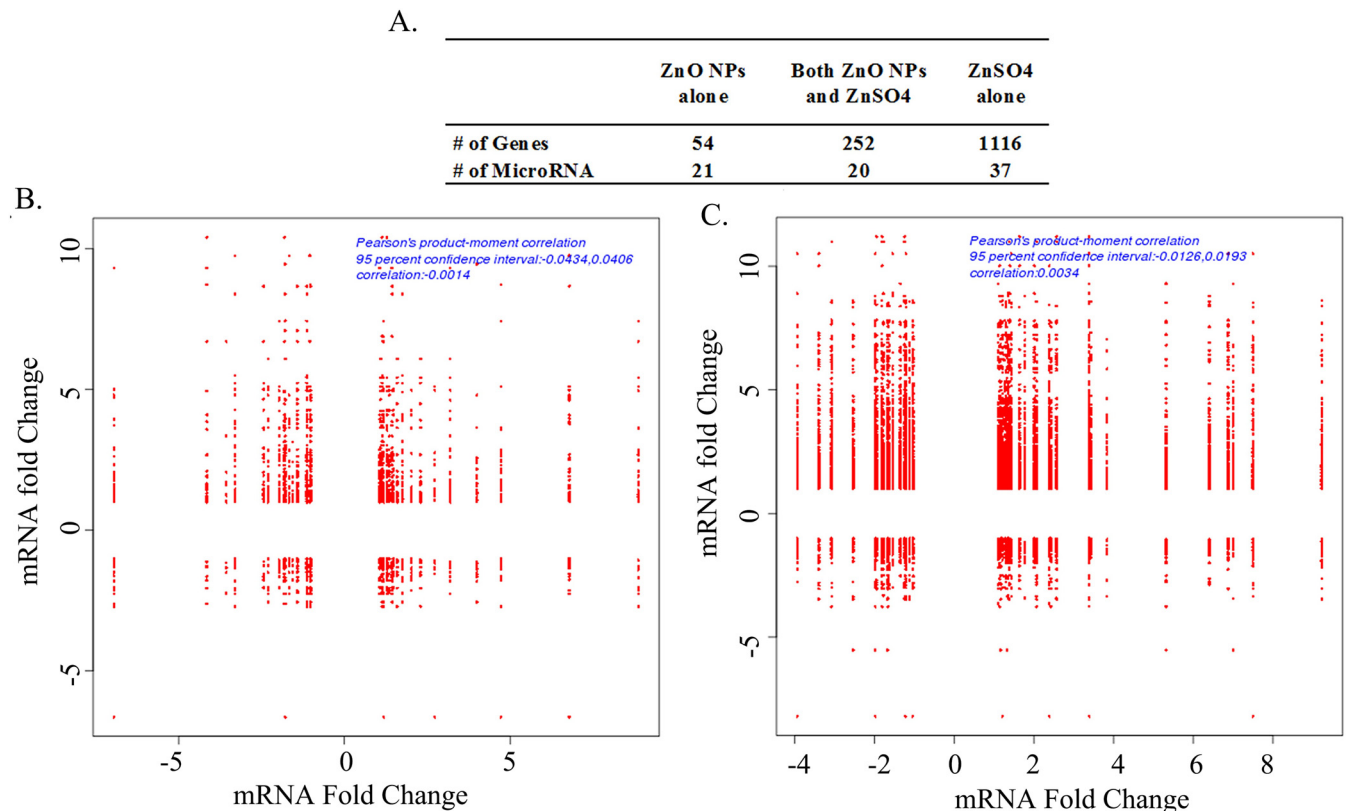 A.
ZnO NPs alone
Both ZnO NPs and ZnSO4
ZnSO4 alone
# of Genes 54 252 1116
# of MicroRNA 21 20 37
B.
Pearson's product-moment correlation
95 percent confidence interval:-0.0434,0.0406
correlation:-0.0014
mRNA fold Change
10
5
0
-5
-5 0 5
mRNA Fold Change
C.
Pearson's product-moment correlation
95 percent confidence interval:-0.0126,0.0193
correlation:0.0034
mRNA fold Change
10
5
0
-5
-4 -2 0 2 4 6 8
mRNA Fold Change